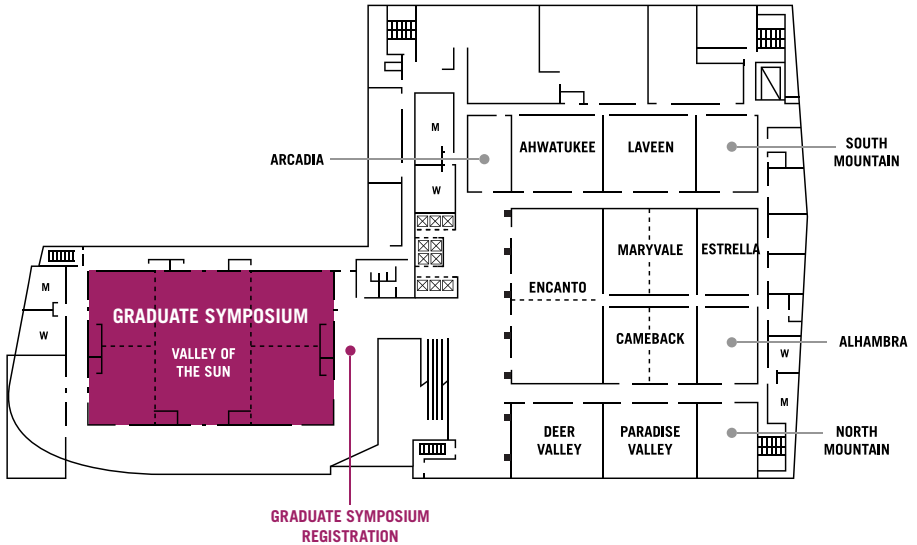 M
AHWATUKEE
LAVEEN
SOUTH
MOUNTAIN
ARCADIA
W
MARYVALE
ESTRELLA
M
ENCANTO
GRADUATE SYMPOSIUM
W
VALLEY OF
THE SUN
CAMEBACK
ALHAMBRA
W
M
DEER
VALLEY
PARADISE
VALLEY
NORTH
MOUNTAIN
GRADUATE SYMPOSIUM
REGISTRATION